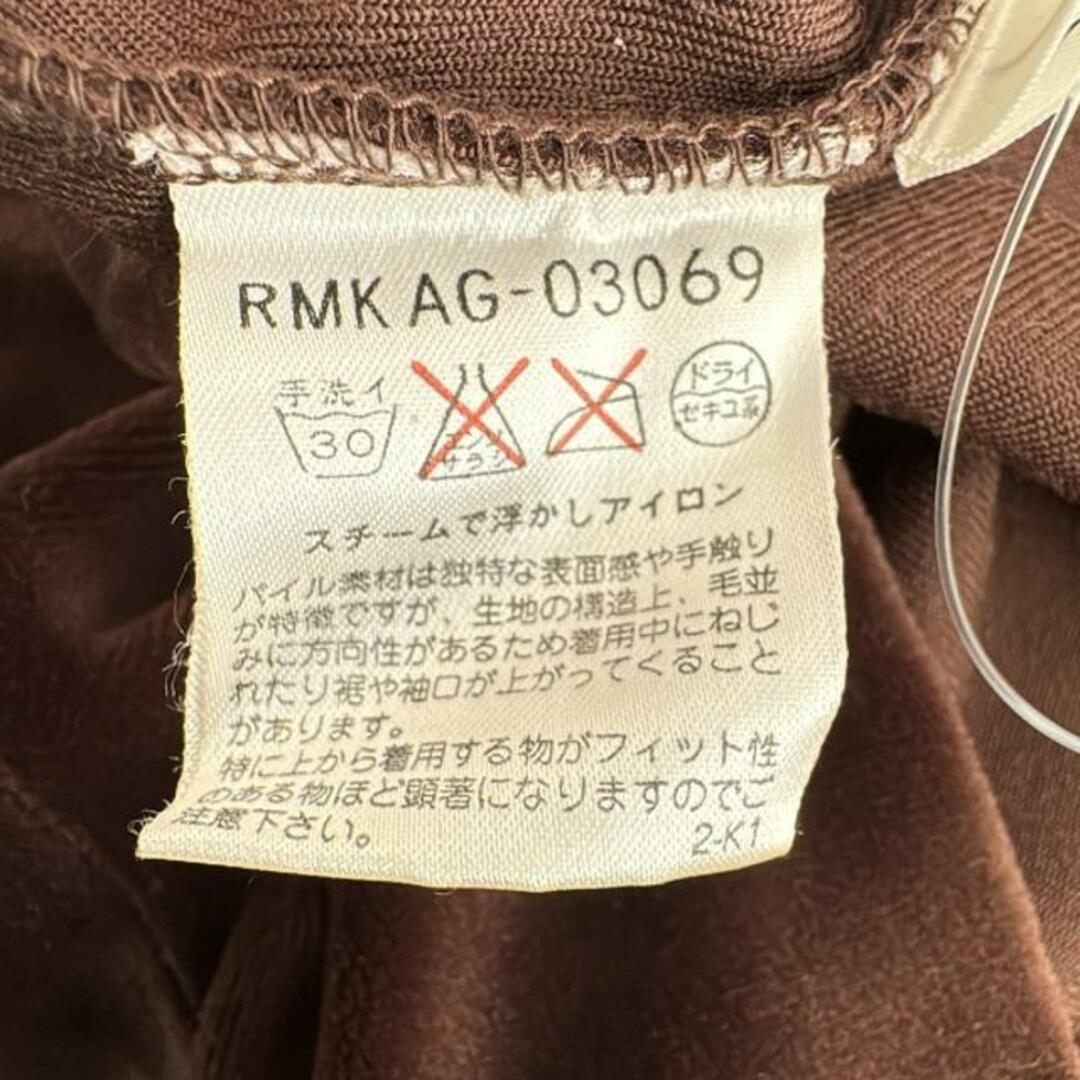 RMK AG-03069
手洗イ
30
エンソ
サラシ
ドライ
セキユ系
スチームで浮かしアイロン
パイル素材は独特な表面感や手触り
が特徴ですが、生地の構造上、毛並
みに方向性があるため着用中にねじ
れたり裾や袖口が上がってくること
があります。
特に上から着用する物がフィット性
のある物ほど顕著になりますのでご
注意下さい。
2-K1